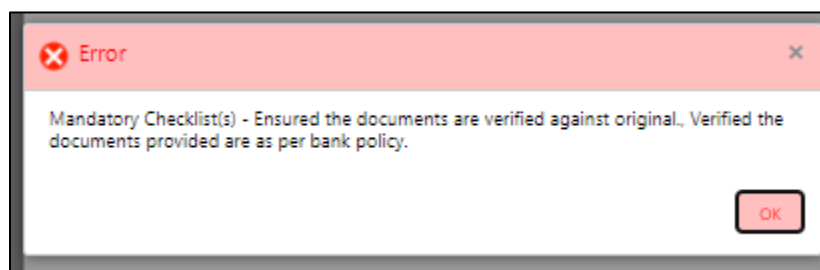 Error
Mandatory Checklist(s) - Ensured the documents are verified against original., Verified the
documents provided are as per bank policy.
OK